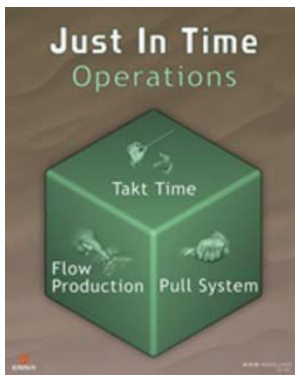 Just In Time
Operations
Takt Time
Flow
Production
Pull System